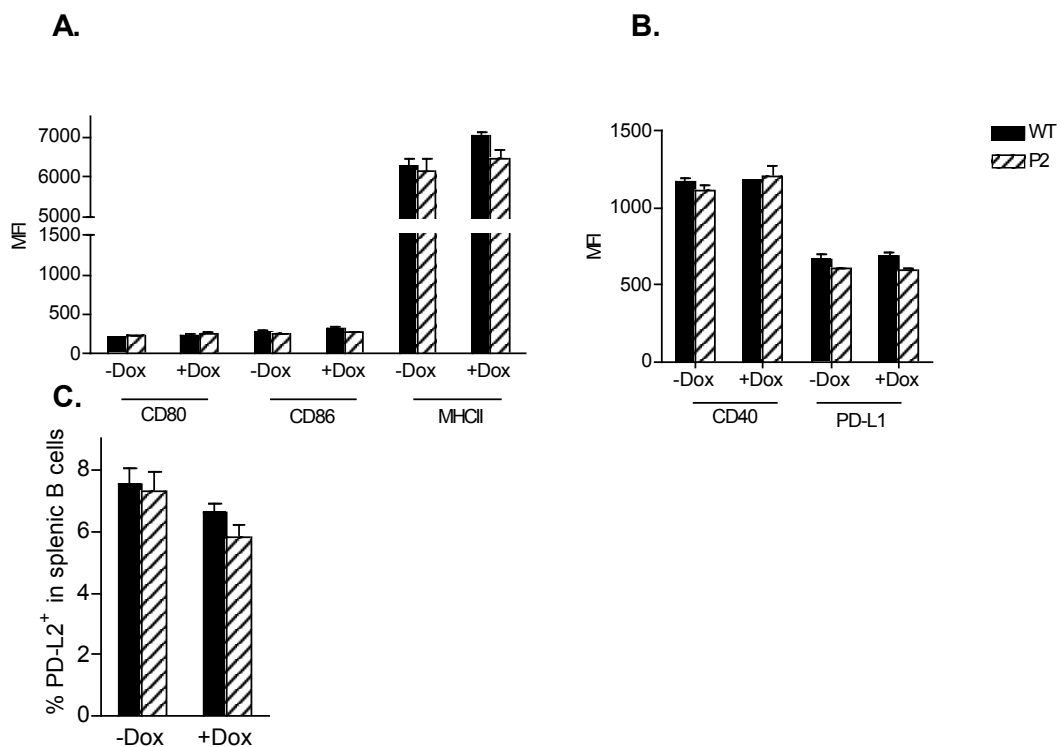 A.
MFI
7000
6000
5000
1500
1000
500
0
-Dox +Dox -Dox +Dox -Dox +Dox
CD80 CD86 MHCII
B.
WT
P2
MFI
1500
1000
500
0
-Dox +Dox -Dox +Dox
CD40 PD-L1
C.
% PD-L2⁺ in splenic B cells
8
6
4
2
0
-Dox +Dox